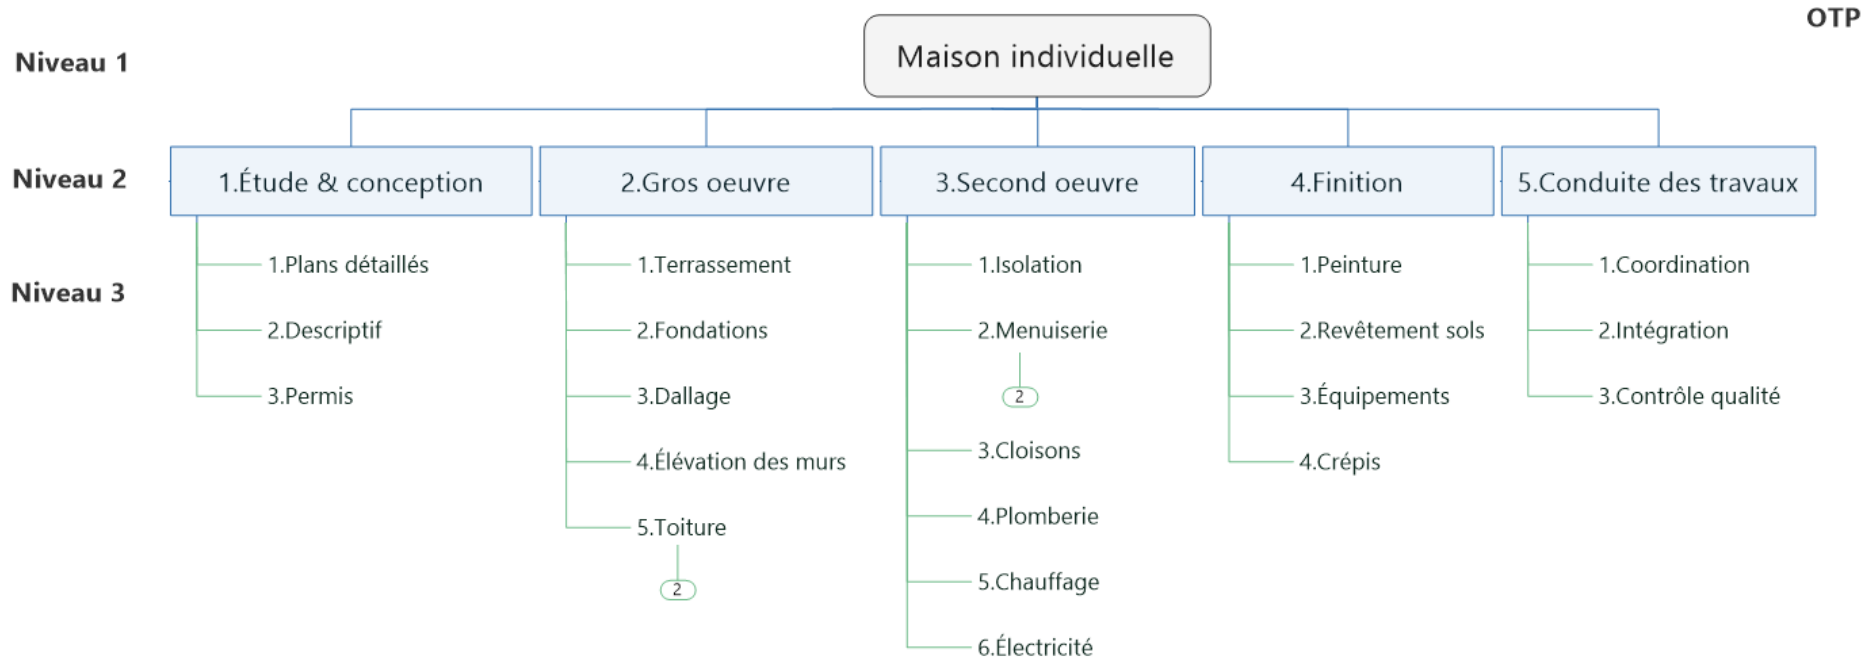 OTP
Maison individuelle
Niveau 1
Niveau 2
1.Étude & conception
2.Gros oeuvre
3.Second oeuvre
4.Finition
5.Conduite des travaux
Niveau 3
1.Plans détaillés
2.Descriptif
3.Permis
1.Terrassement
2.Fondations
3.Dallage
4.Élévation des murs
5.Toiture
2
1.Isolation
2.Menuiserie
2
3.Cloisons
4.Plomberie
5.Chauffage
6.Électricité
1.Peinture
2.Revêtement sols
3.Équipements
4.Crépis
1.Coordination
2.Intégration
3.Contrôle qualité